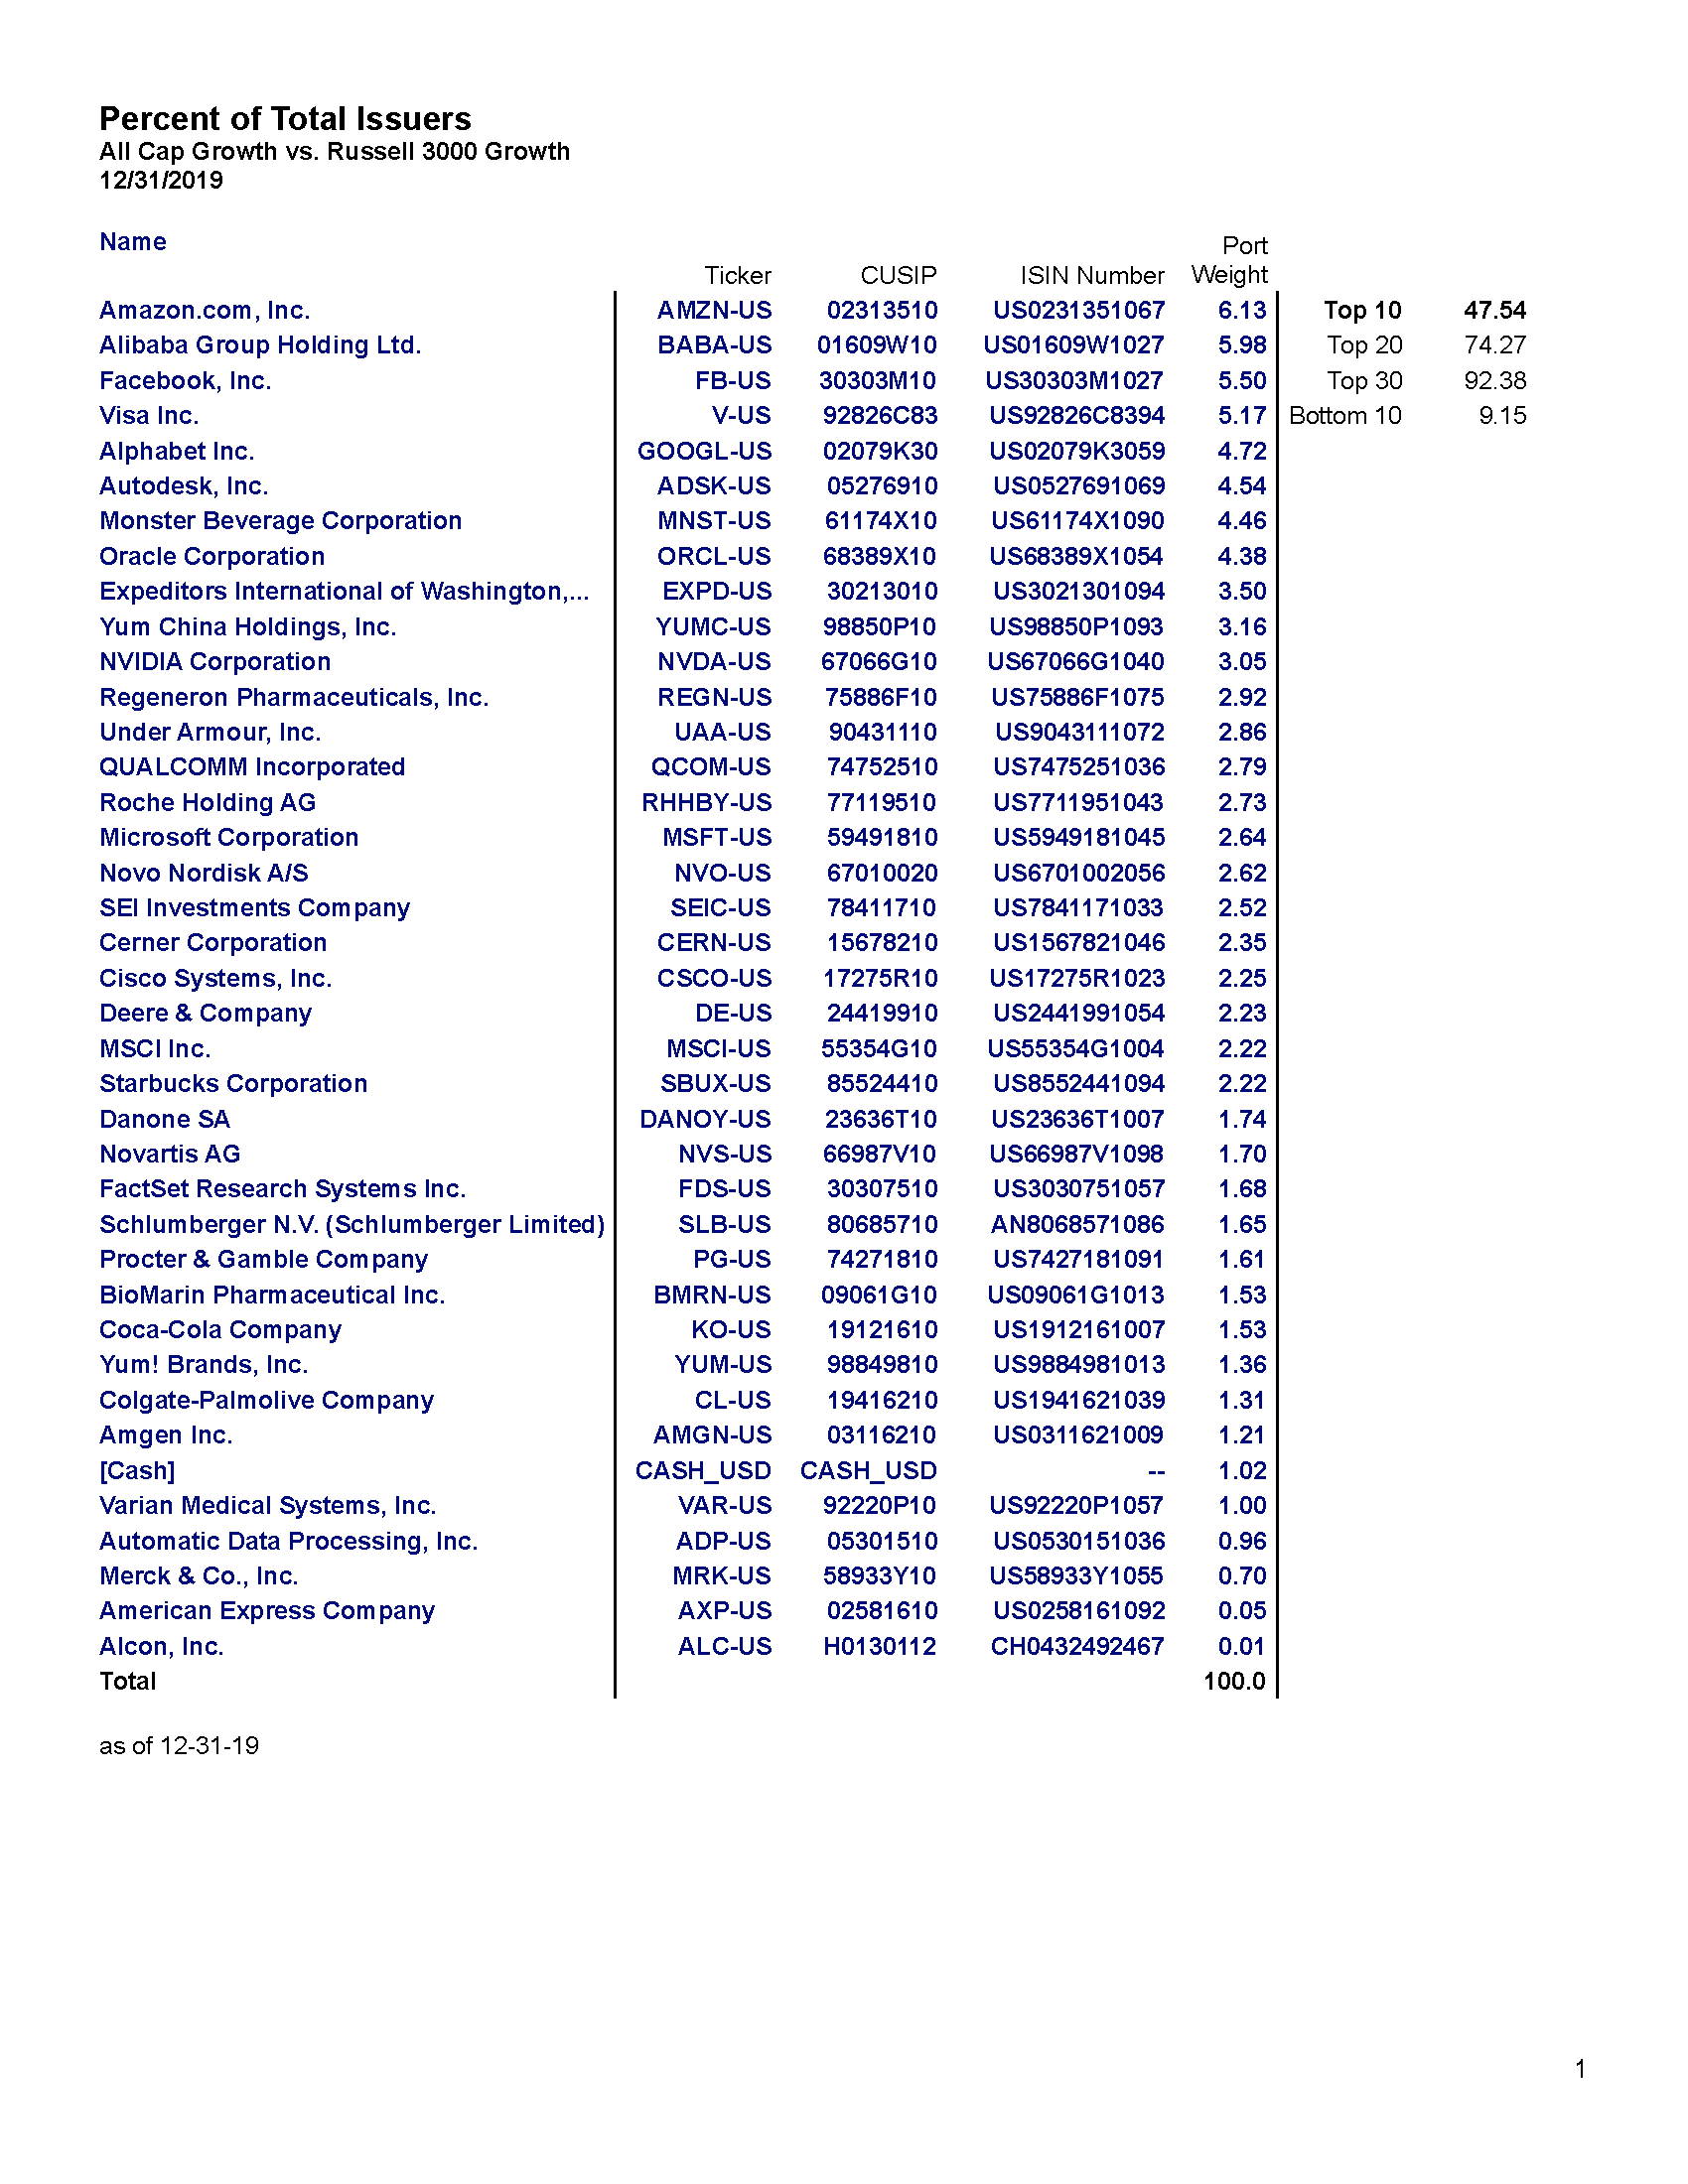 Percent of Total Issuers
All Cap Growth vs. Russell 3000 Growth
12/31/2019
Name Ticker CUSIP ISIN Number Port Weight
Amazon.com, Inc. AMZN-US 02313510 US0231351067 6.13 Top 10 47.54
Alibaba Group Holding Ltd. BABA-US 01609W10 US01609W1027 5.98 Top 20 74.27
Facebook, Inc. FB-US 30303M10 US30303M1027 5.50 Top 30 92.38
Visa Inc. V-US 92826C83 US92826C8394 5.17 Bottom 10 9.15
Alphabet Inc. GOOGL-US 02079K30 US02079K3059 4.72
Autodesk, Inc. ADSK-US 05276910 US0527691069 4.54
Monster Beverage Corporation MNST-US 61174X10 US61174X1090 4.46
Oracle Corporation ORCL-US 68389X10 US68389X1054 4.38
Expeditors International of Washington,... EXPD-US 30213010 US3021301094 3.50
Yum China Holdings, Inc. YUMC-US 98850P10 US98850P1093 3.16
NVIDIA Corporation NVDA-US 67066G10 US67066G1040 3.05
Regeneron Pharmaceuticals, Inc. REGN-US 75886F10 US75886F1075 2.92
Under Armour, Inc. UAA-US 90431110 US9043111072 2.86
QUALCOMM Incorporated QCOM-US 74752510 US7475251036 2.79
Roche Holding AG RHHBY-US 77119510 US7711951043 2.73
Microsoft Corporation MSFT-US 59491810 US5949181045 2.64
Novo Nordisk A/S NVO-US 67010020 US6701002056 2.62
SEI Investments Company SEIC-US 78411710 US7841171033 2.52
Cerner Corporation CERN-US 15678210 US1567821046 2.35
Cisco Systems, Inc. CSCO-US 17275R10 US17275R1023 2.25
Deere & Company DE-US 24419910 US2441991054 2.23
MSCI Inc. MSCI-US 55354G10 US55354G1004 2.22
Starbucks Corporation SBUX-US 85524410 US8552441094 2.22
Danone SA DANOY-US 23636T10 US23636T1007 1.74
Novartis AG NVS-US 66987V10 US66987V1098 1.70
FactSet Research Systems Inc. FDS-US 30307510 US3030751057 1.68
Schlumberger N.V. (Schlumberger Limited) SLB-US 80685710 AN8068571086 1.65
Procter & Gamble Company PG-US 74271810 US7427181091 1.61
BioMarin Pharmaceutical Inc. BMRN-US 09061G10 US09061G1013 1.53
Coca-Cola Company KO-US 19121610 US1912161007 1.53
Yum! Brands, Inc. YUM-US 98849810 US9884981013 1.36
Colgate-Palmolive Company CL-US 19416210 US1941621039 1.31
Amgen Inc. AMGN-US 03116210 US0311621009 1.21
[Cash] CASH_USD CASH_USD -- 1.02
Varian Medical Systems, Inc. VAR-US 92220P10 US92220P1057 1.00
Automatic Data Processing, Inc. ADP-US 05301510 US0530151036 0.96
Merck & Co., Inc. MRK-US 58933Y10 US58933Y1055 0.70
American Express Company AXP-US 02581610 US0258161092 0.05
Alcon, Inc. ALC-US H0130112 CH0432492467 0.01
Total 100.0
as of 12-31-19
1